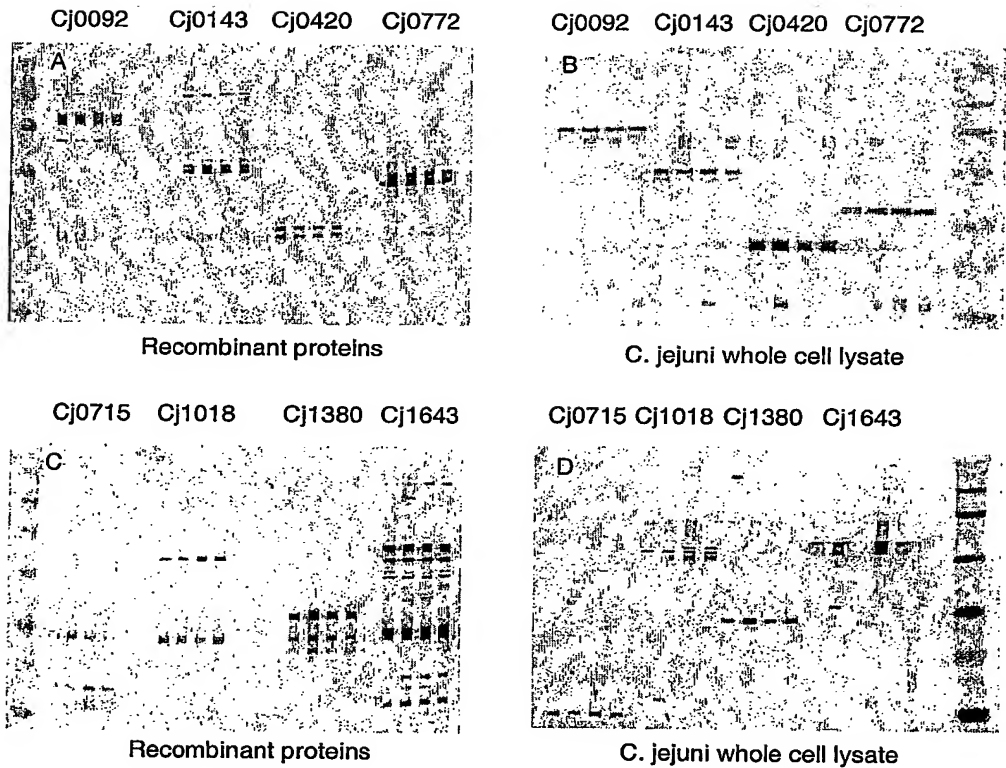 Cj0092 Cj0143 Cj0420 Cj0772
A
Recombinant proteins
Cj0092 Cj0143 Cj0420 Cj0772
B
C. jejuni whole cell lysate
Cj0715 Cj1018 Cj1380 Cj1643
C
Recombinant proteins
Cj0715 Cj1018 Cj1380 Cj1643
D
C. jejuni whole cell lysate